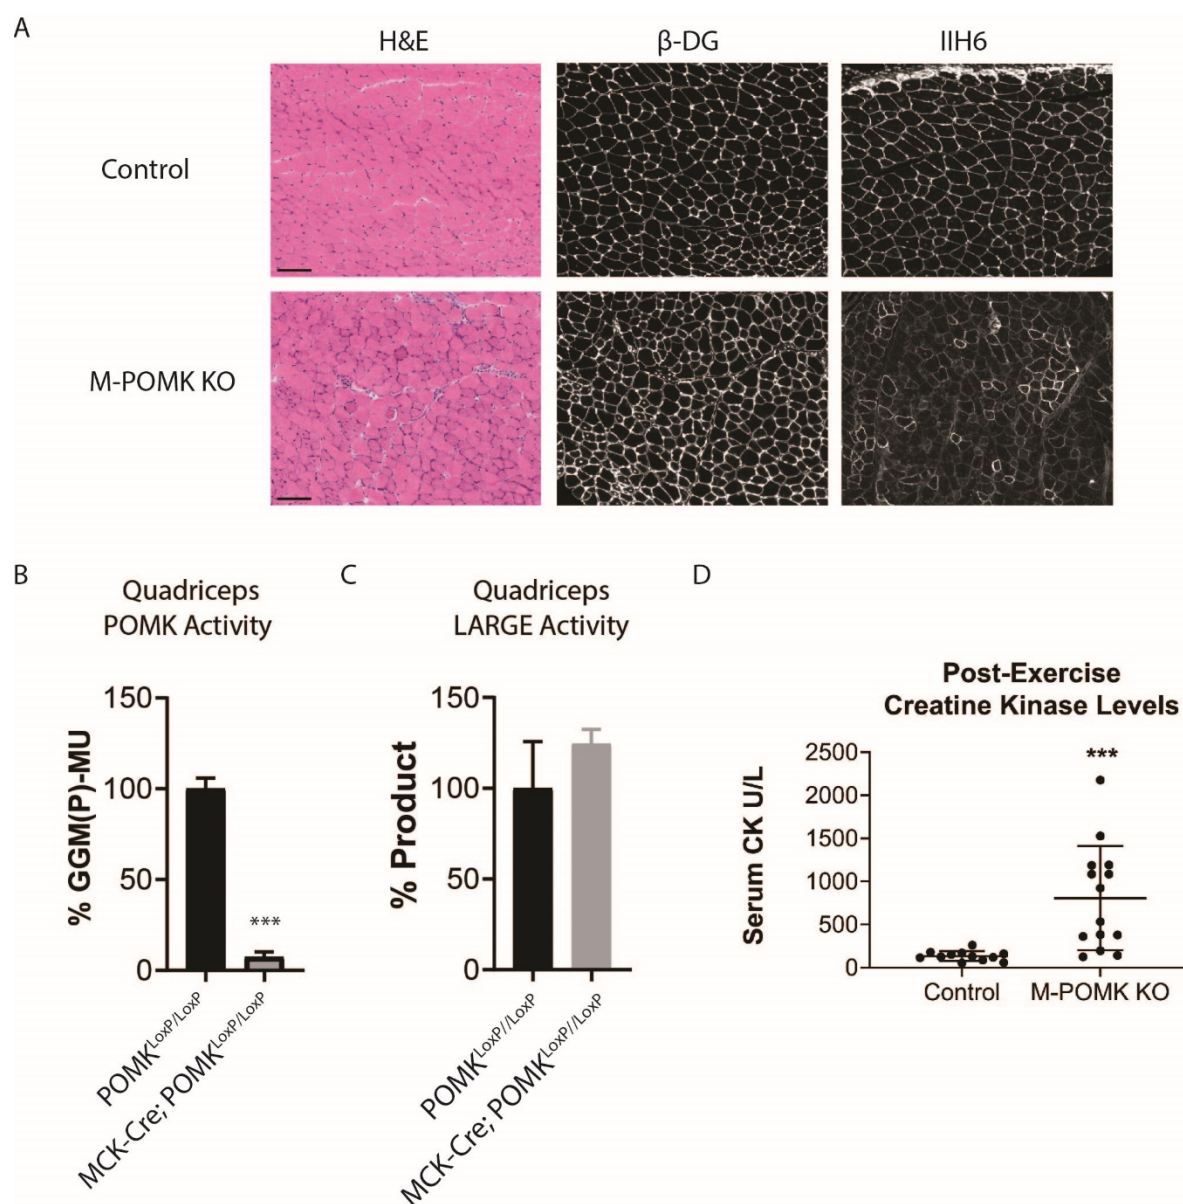 A
H&E
β-DG
IIH6
Control
M-POMK KO
B
Quadriceps
POMK Activity
% GGM(P)-MU
150
100
50
0
***
POMK^LoxP/LoxP
MCK-Cre; POMK^LoxP/LoxP
C
Quadriceps
LARGE Activity
% Product
150
100
50
0
POMK^LoxP//LoxP
MCK-Cre; POMK^LoxP//LoxP
D
Post-Exercise
Creatine Kinase Levels
Serum CK U/L
2500
2000
1500
1000
500
0
***
Control
M-POMK KO